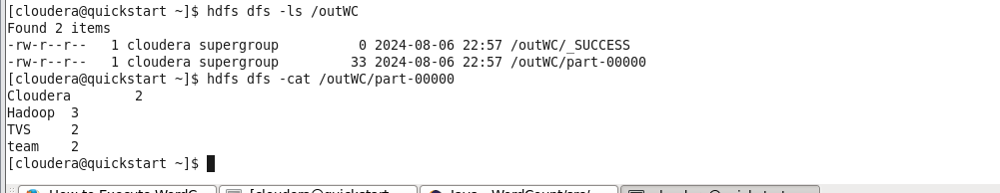 [cloudera@quickstart ~]$ hdfs dfs -ls /outWC
Found 2 items
-rw-r--r--   1 cloudera supergroup          0 2024-08-06 22:57 /outWC/_SUCCESS
-rw-r--r--   1 cloudera supergroup         33 2024-08-06 22:57 /outWC/part-00000
[cloudera@quickstart ~]$ hdfs dfs -cat /outWC/part-00000
Cloudera        2
Hadoop  3
TVS     2
team    2
[cloudera@quickstart ~]$